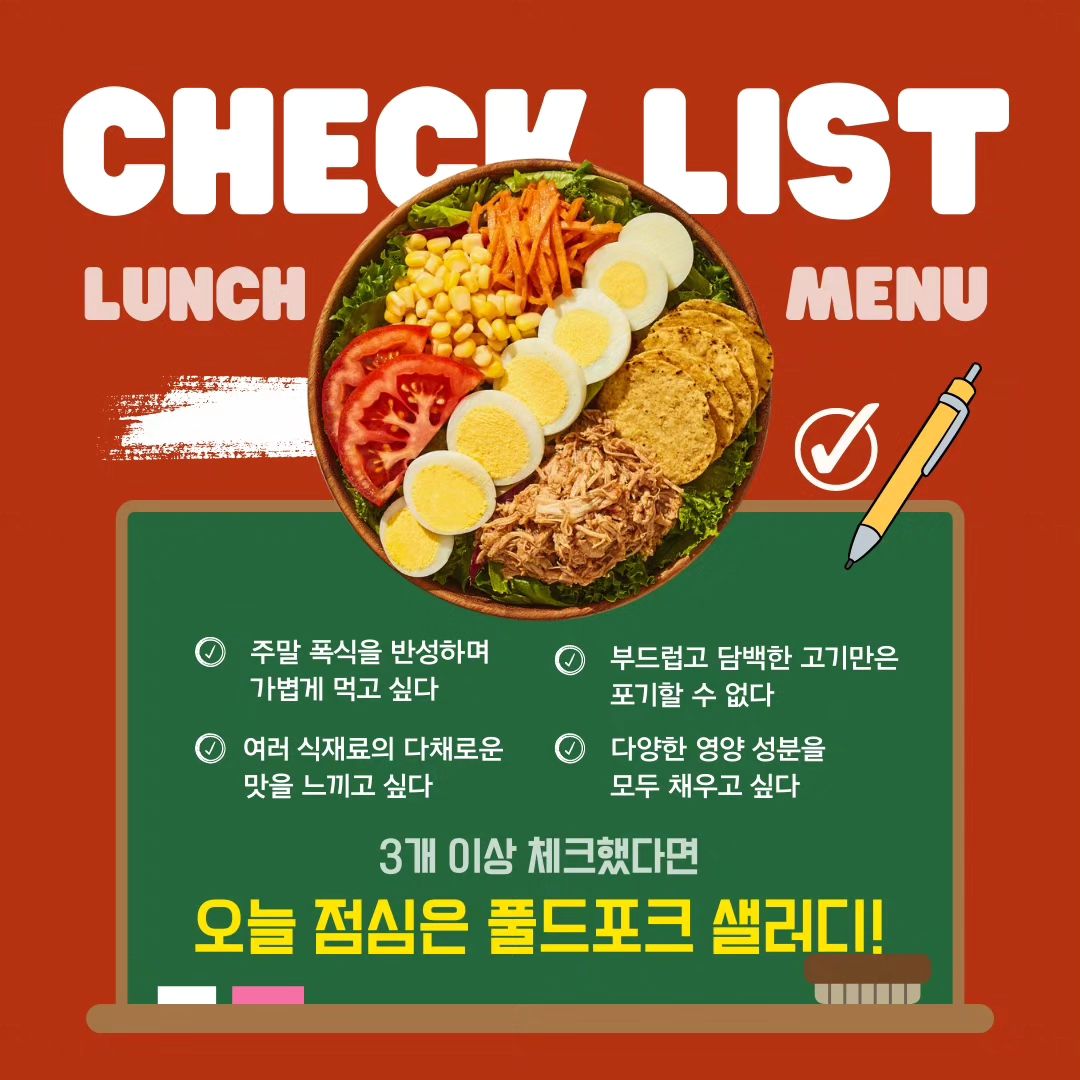 CHECK LIST
LUNCH MENU
주말 폭식을 반성하며
가볍게 먹고 싶다
부드럽고 담백한 고기만은
포기할 수 없다
여러 식재료의 다채로운
맛을 느끼고 싶다
다양한 영양 성분을
모두 채우고 싶다
3개 이상 체크했다면
오늘 점심은 풀드포크 샐러디!